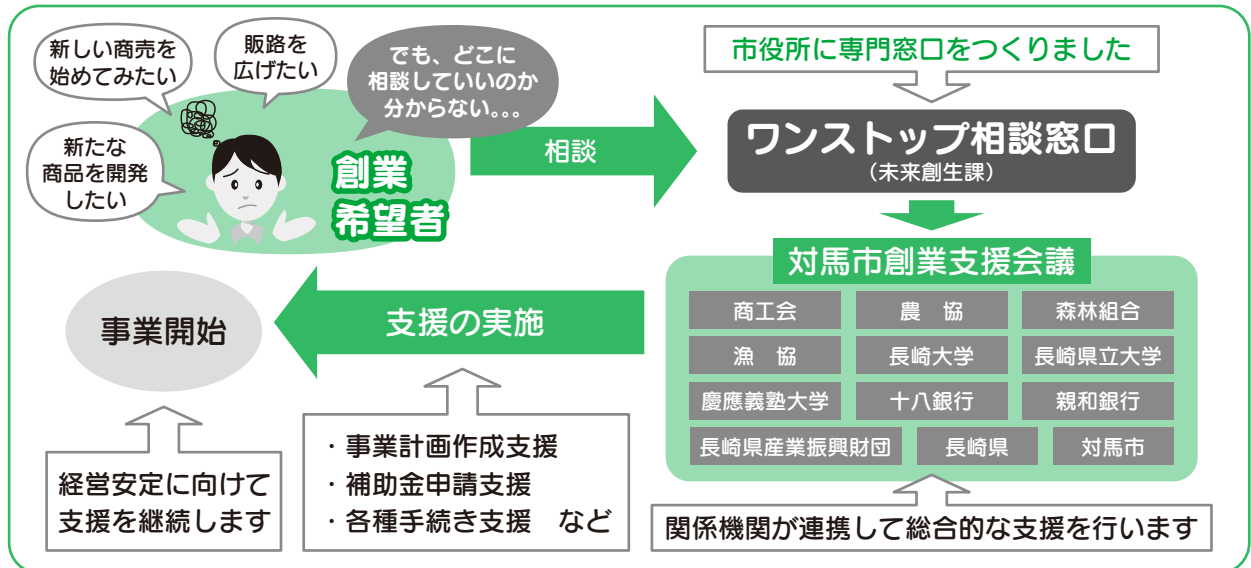 新しい商売を
始めてみたい
販路を
広げたい
でも、どこに
相談していいのか
分からない。。。
新たな
商品を開発
したい
創業
希望者
相談
市役所に専門窓口をつくりました
ワンストップ相談窓口
（未来創生課）
対馬市創業支援会議
商工会
農　協
森林組合
漁　協
長崎大学
長崎県立大学
慶應義塾大学
十八銀行
親和銀行
長崎県産業振興財団
長崎県
対馬市
関係機関が連携して総合的な支援を行います
支援の実施
・事業計画作成支援
・補助金申請支援
・各種手続き支援　など
事業開始
経営安定に向けて
支援を継続します